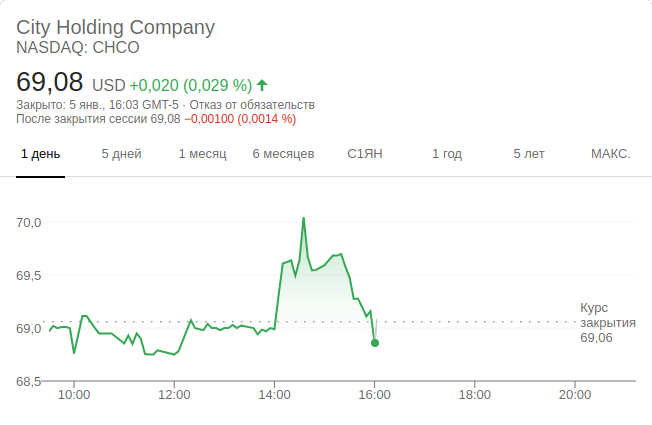 City Holding Company
NASDAQ: CHCO
69,08 USD +0,020 (0,029 %)
Закрыто: 5 янв., 16:03 GMT-5 · Отказ от обязательств
После закрытия сессии 69,08 −0,00100 (0,0014 %)
1 день 5 дней 1 месяц 6 месяцев С1ЯН 1 год 5 лет МАКС.
70,0
69,5
69,0
68,5
Курс
закрытия
69,06
10:00 12:00 14:00 16:00 18:00 20:00